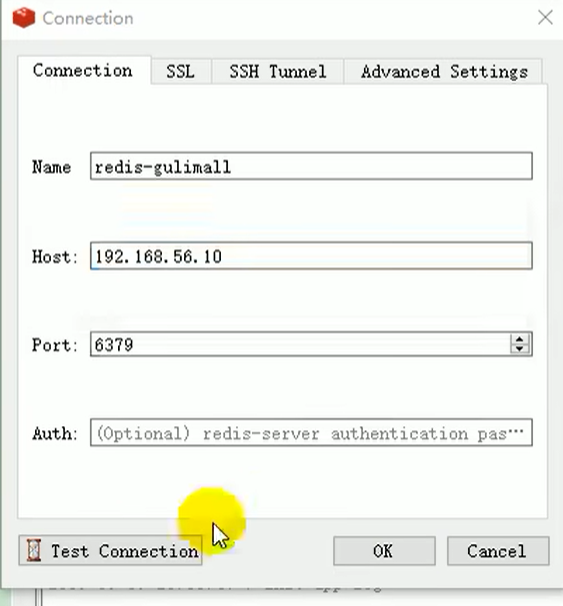 Connection
Connection SSL SSH Tunnel Advanced Settings
Name redis-gulimall
Host: 192.168.56.10
Port: 6379
Auth: (Optional) redis-server authentication pas…
Test Connection OK Cancel